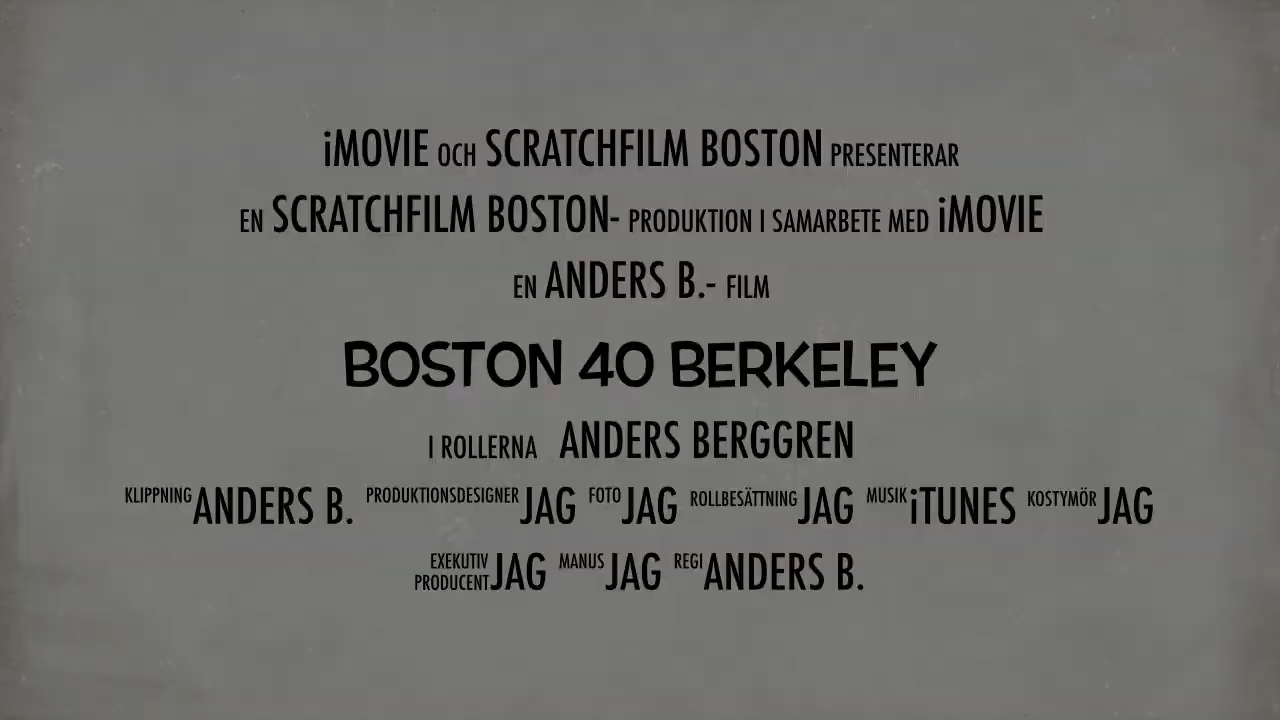 iMOVIE OCH SCRATCHFILM BOSTON PRESENTERAR
EN SCRATCHFILM BOSTON- PRODUKTION I SAMARBETE MED iMOVIE
EN ANDERS B.- FILM
BOSTON 40 BERKELEY
I ROLLERNA ANDERS BERGGREN
KLIPPNING ANDERS B. PRODUKTIONSDESIGNER JAG FOTO JAG ROLLBESÄTTNING JAG MUSIK iTUNES KOSTYMÖR JAG
EXEKUTIV PRODUCENT JAG MANUS JAG REGI ANDERS B.